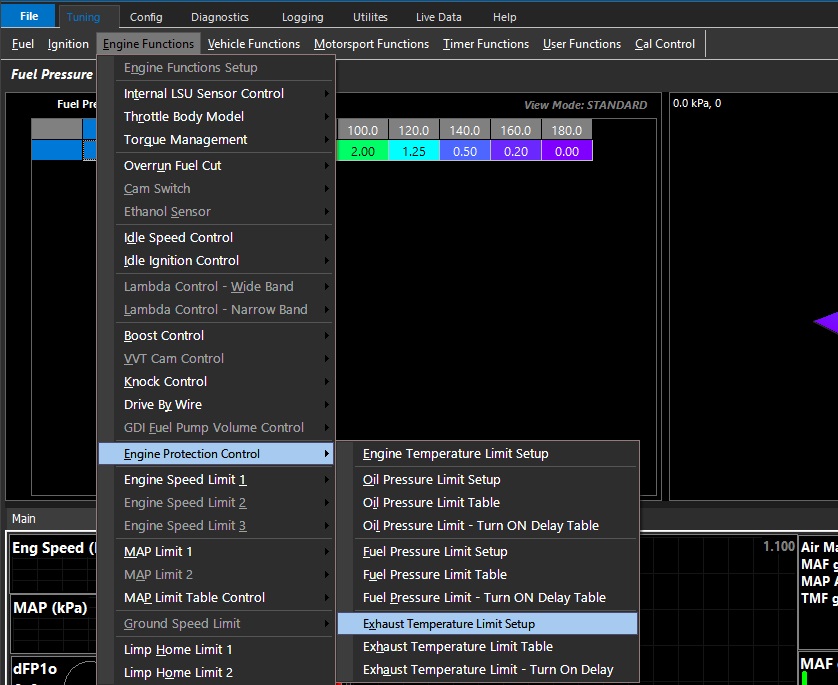 File Tuning Config Diagnostics Logging Utilites Live Data Help
Fuel Ignition Engine Functions Vehicle Functions Motorsport Functions Timer Functions User Functions Cal Control
Fuel Pressure
Engine Functions Setup
Fuel
View Mode: STANDARD
0.0 kPa, 0
100.0 120.0 140.0 160.0 180.0
2.00 1.25 0.50 0.20 0.00
Internal LSU Sensor Control
Throttle Body Model
Torque Management
Overrun Fuel Cut
Cam Switch
Ethanol Sensor
Idle Speed Control
Idle Ignition Control
Lambda Control - Wide Band
Lambda Control - Narrow Band
Boost Control
VVT Cam Control
Knock Control
Drive By Wire
GDI Fuel Pump Volume Control
Engine Protection Control
Engine Speed Limit 1
Engine Speed Limit 2
Engine Speed Limit 3
MAP Limit 1
MAP Limit 2
MAP Limit Table Control
Ground Speed Limit
Limp Home Limit 1
Limp Home Limit 2
Engine Temperature Limit Setup
Oil Pressure Limit Setup
Oil Pressure Limit Table
Oil Pressure Limit - Turn ON Delay Table
Fuel Pressure Limit Setup
Fuel Pressure Limit Table
Fuel Pressure Limit - Turn ON Delay Table
Exhaust Temperature Limit Setup
Exhaust Temperature Limit Table
Exhaust Temperature Limit - Turn On Delay
Main
Eng Speed
MAP (kPa)
dFP1o
1.100
Air
MAF
MAP
TMF
MAF